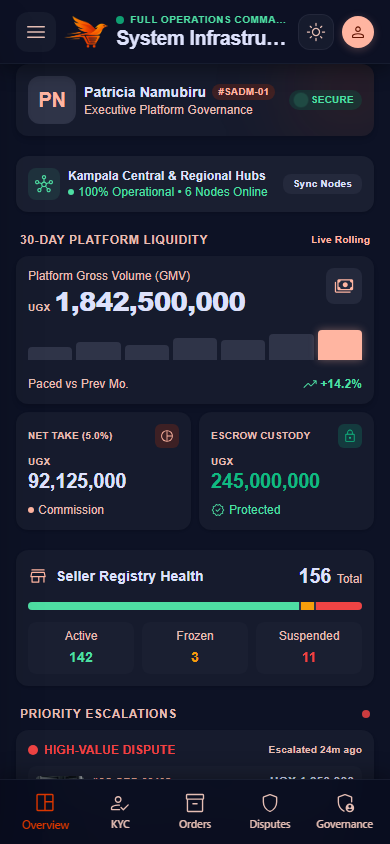 FULL OPERATIONS COMMA...
System Infrastru...
PN
Patricia Namubiru #SADM-01
Executive Platform Governance
SECURE
Kampala Central & Regional Hubs
100% Operational • 6 Nodes Online
Sync Nodes
30-DAY PLATFORM LIQUIDITY
Live Rolling
Platform Gross Volume (GMV)
UGX 1,842,500,000
Paced vs Prev Mo.
+14.2%
NET TAKE (5.0%)
UGX
92,125,000
Commission
ESCROW CUSTODY
UGX
245,000,000
Protected
Seller Registry Health
156 Total
Active
142
Frozen
3
Suspended
11
PRIORITY ESCALATIONS
HIGH-VALUE DISPUTE
Escalated 24m ago
Overview
KYC
Orders
Disputes
Governance